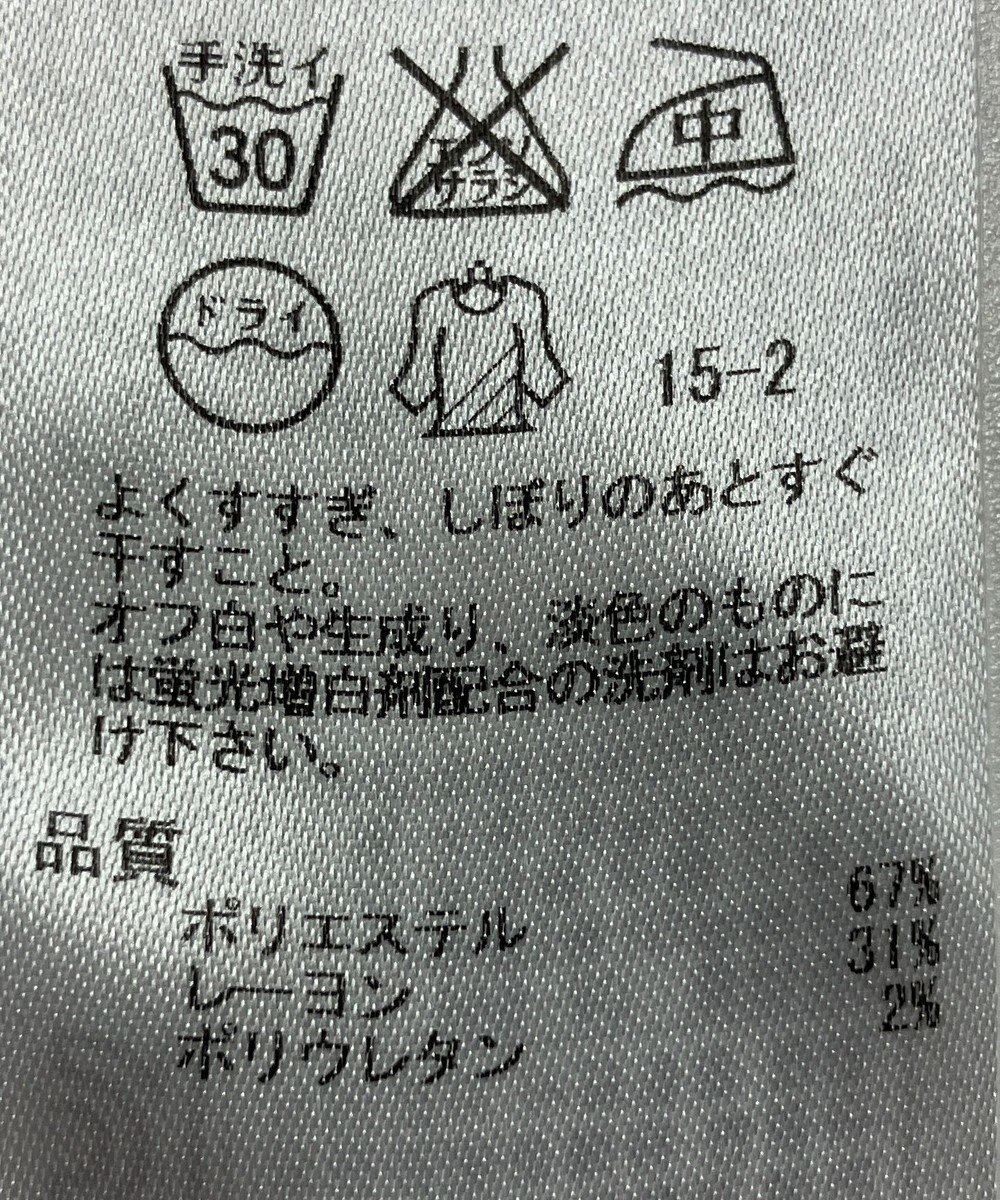 手洗イ
30
エンソ
サラシ
中
ドライ
15-2
よくすすぎ、しぼりのあとすぐ
干すこと。
オフ白や生成り、淡色のものに
は蛍光増白剤配合の洗剤はお避
け下さい。
品質
ポリエステル 67%
レーヨン 31%
ポリウレタン 2%